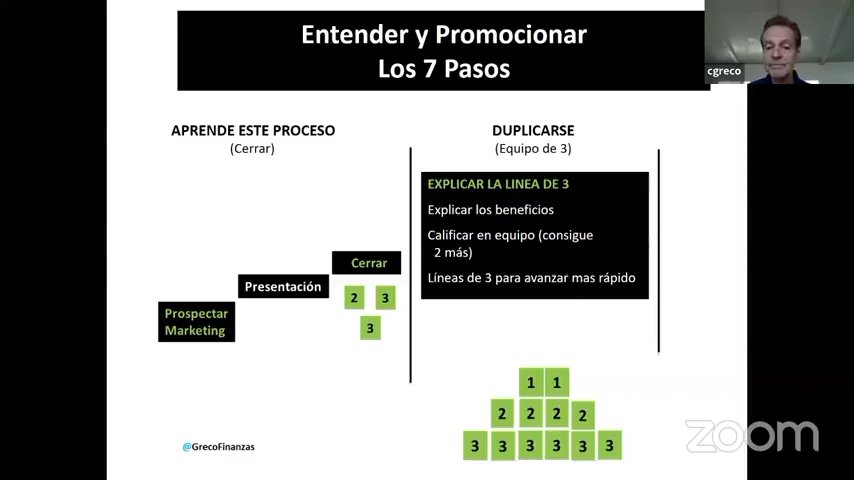 Entender y Promocionar
Los 7 Pasos
cgreco
APRENDE ESTE PROCESO
(Cerrar)
DUPLICARSE
(Equipo de 3)
EXPLICAR LA LINEA DE 3
Explicar los beneficios
Calificar en equipo (consigue
2 más)
Líneas de 3 para avanzar mas rápido
Cerrar
Presentación
2 3
3
Prospectar
Marketing
1 1
2 2 2 2
3 3 3 3 3 3
@GrecoFinanzas
zoom